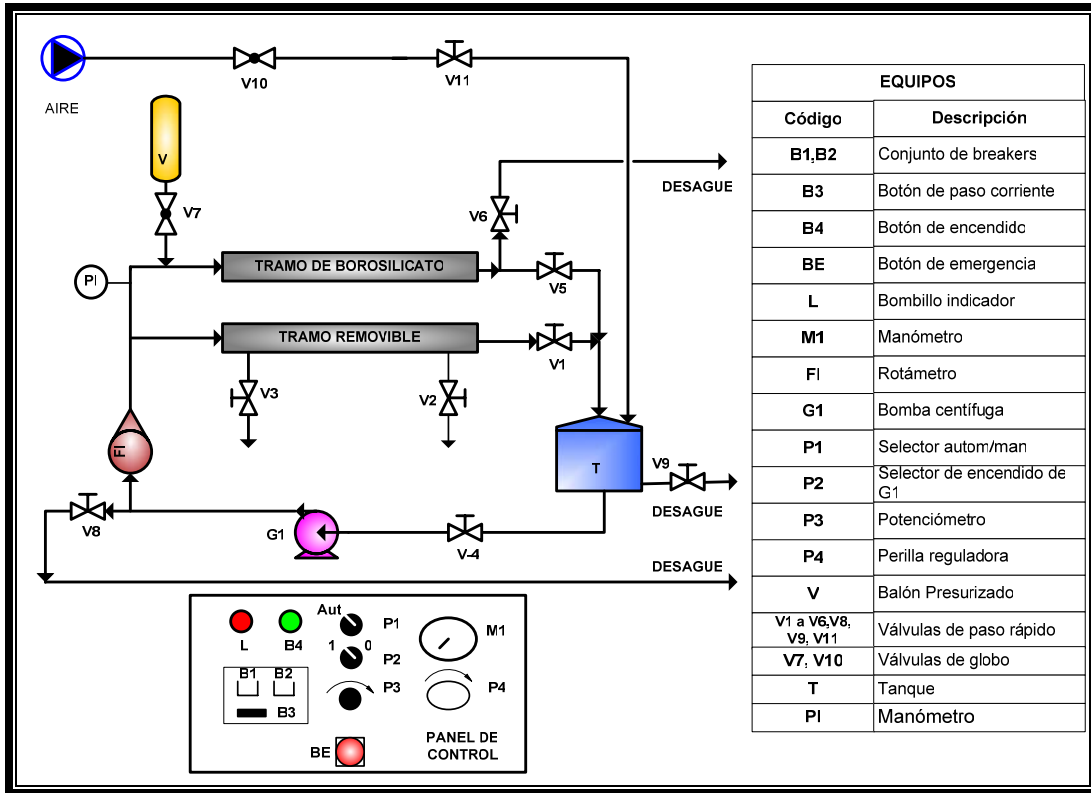 AIRE
V10
V11
V
V7
PI
TRAMO DE BOROSILICATO
V6
DESAGUE
V5
TRAMO REMOVIBLE
V1
V3
V2
FI
V8
G1
V-4
T
V9
DESAGUE
DESAGUE
L
B4
Aut
P1
1
0
P2
P3
M1
P4
B1
B2
B3
BE
PANEL DE
CONTROL
EQUIPOS
Código Descripción
B1,B2 Conjunto de breakers
B3 Botón de paso corriente
B4 Botón de encendido
BE Botón de emergencia
L Bombillo indicador
M1 Manómetro
FI Rotámetro
G1 Bomba centífuga
P1 Selector autom/man
P2 Selector de encendido de
G1
P3 Potenciómetro
P4 Perilla reguladora
V Balón Presurizado
V1 a V6,V8,
V9, V11 Válvulas de paso rápido
V7, V10 Válvulas de globo
T Tanque
PI Manómetro